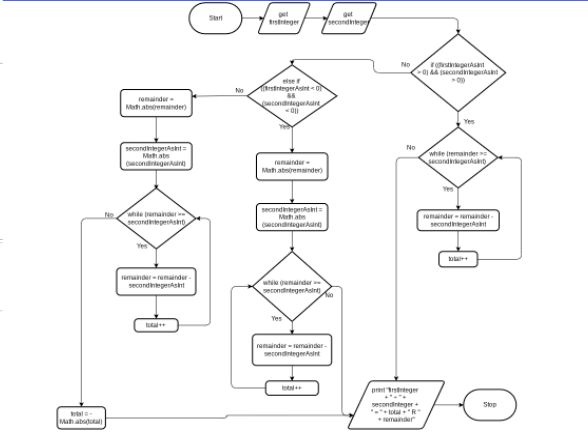 Start
get
firstInteger
get
secondInteger
if ((firstIntegerAsInt
> 0) && (secondIntegerAsInt
> 0))
No
Yes
else if
((firstIntegerAsInt < 0)
&&
(secondIntegerAsInt
< 0))
No
Yes
remainder =
Math.abs(remainder)
secondIntegerAsInt =
Math.abs
(secondIntegerAsInt)
while (remainder >=
secondIntegerAsInt)
No
Yes
remainder = remainder -
secondIntegerAsInt
total++
total = -
Math.abs(total)
remainder =
Math.abs(remainder)
secondIntegerAsInt =
Math.abs
(secondIntegerAsInt)
while (remainder >=
secondIntegerAsInt)
No
Yes
remainder = remainder -
secondIntegerAsInt
total++
while (remainder >=
secondIntegerAsInt)
No
Yes
remainder = remainder -
secondIntegerAsInt
total++
print "firstInteger
secondInteger +
" = " + total + " R "
+ remainder"
Stop